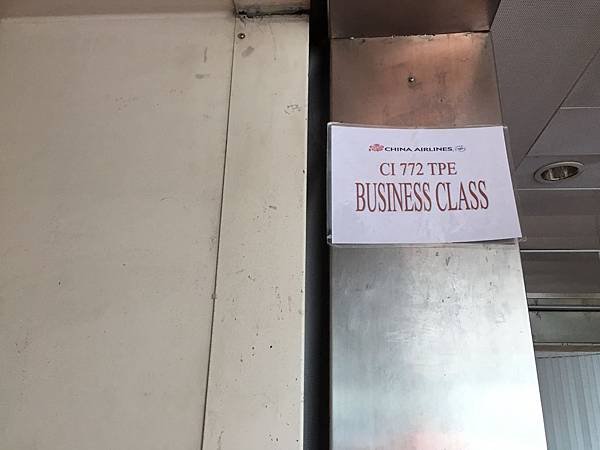 CHINA AIRLINES
CI 772 TPE
BUSINESS CLASS